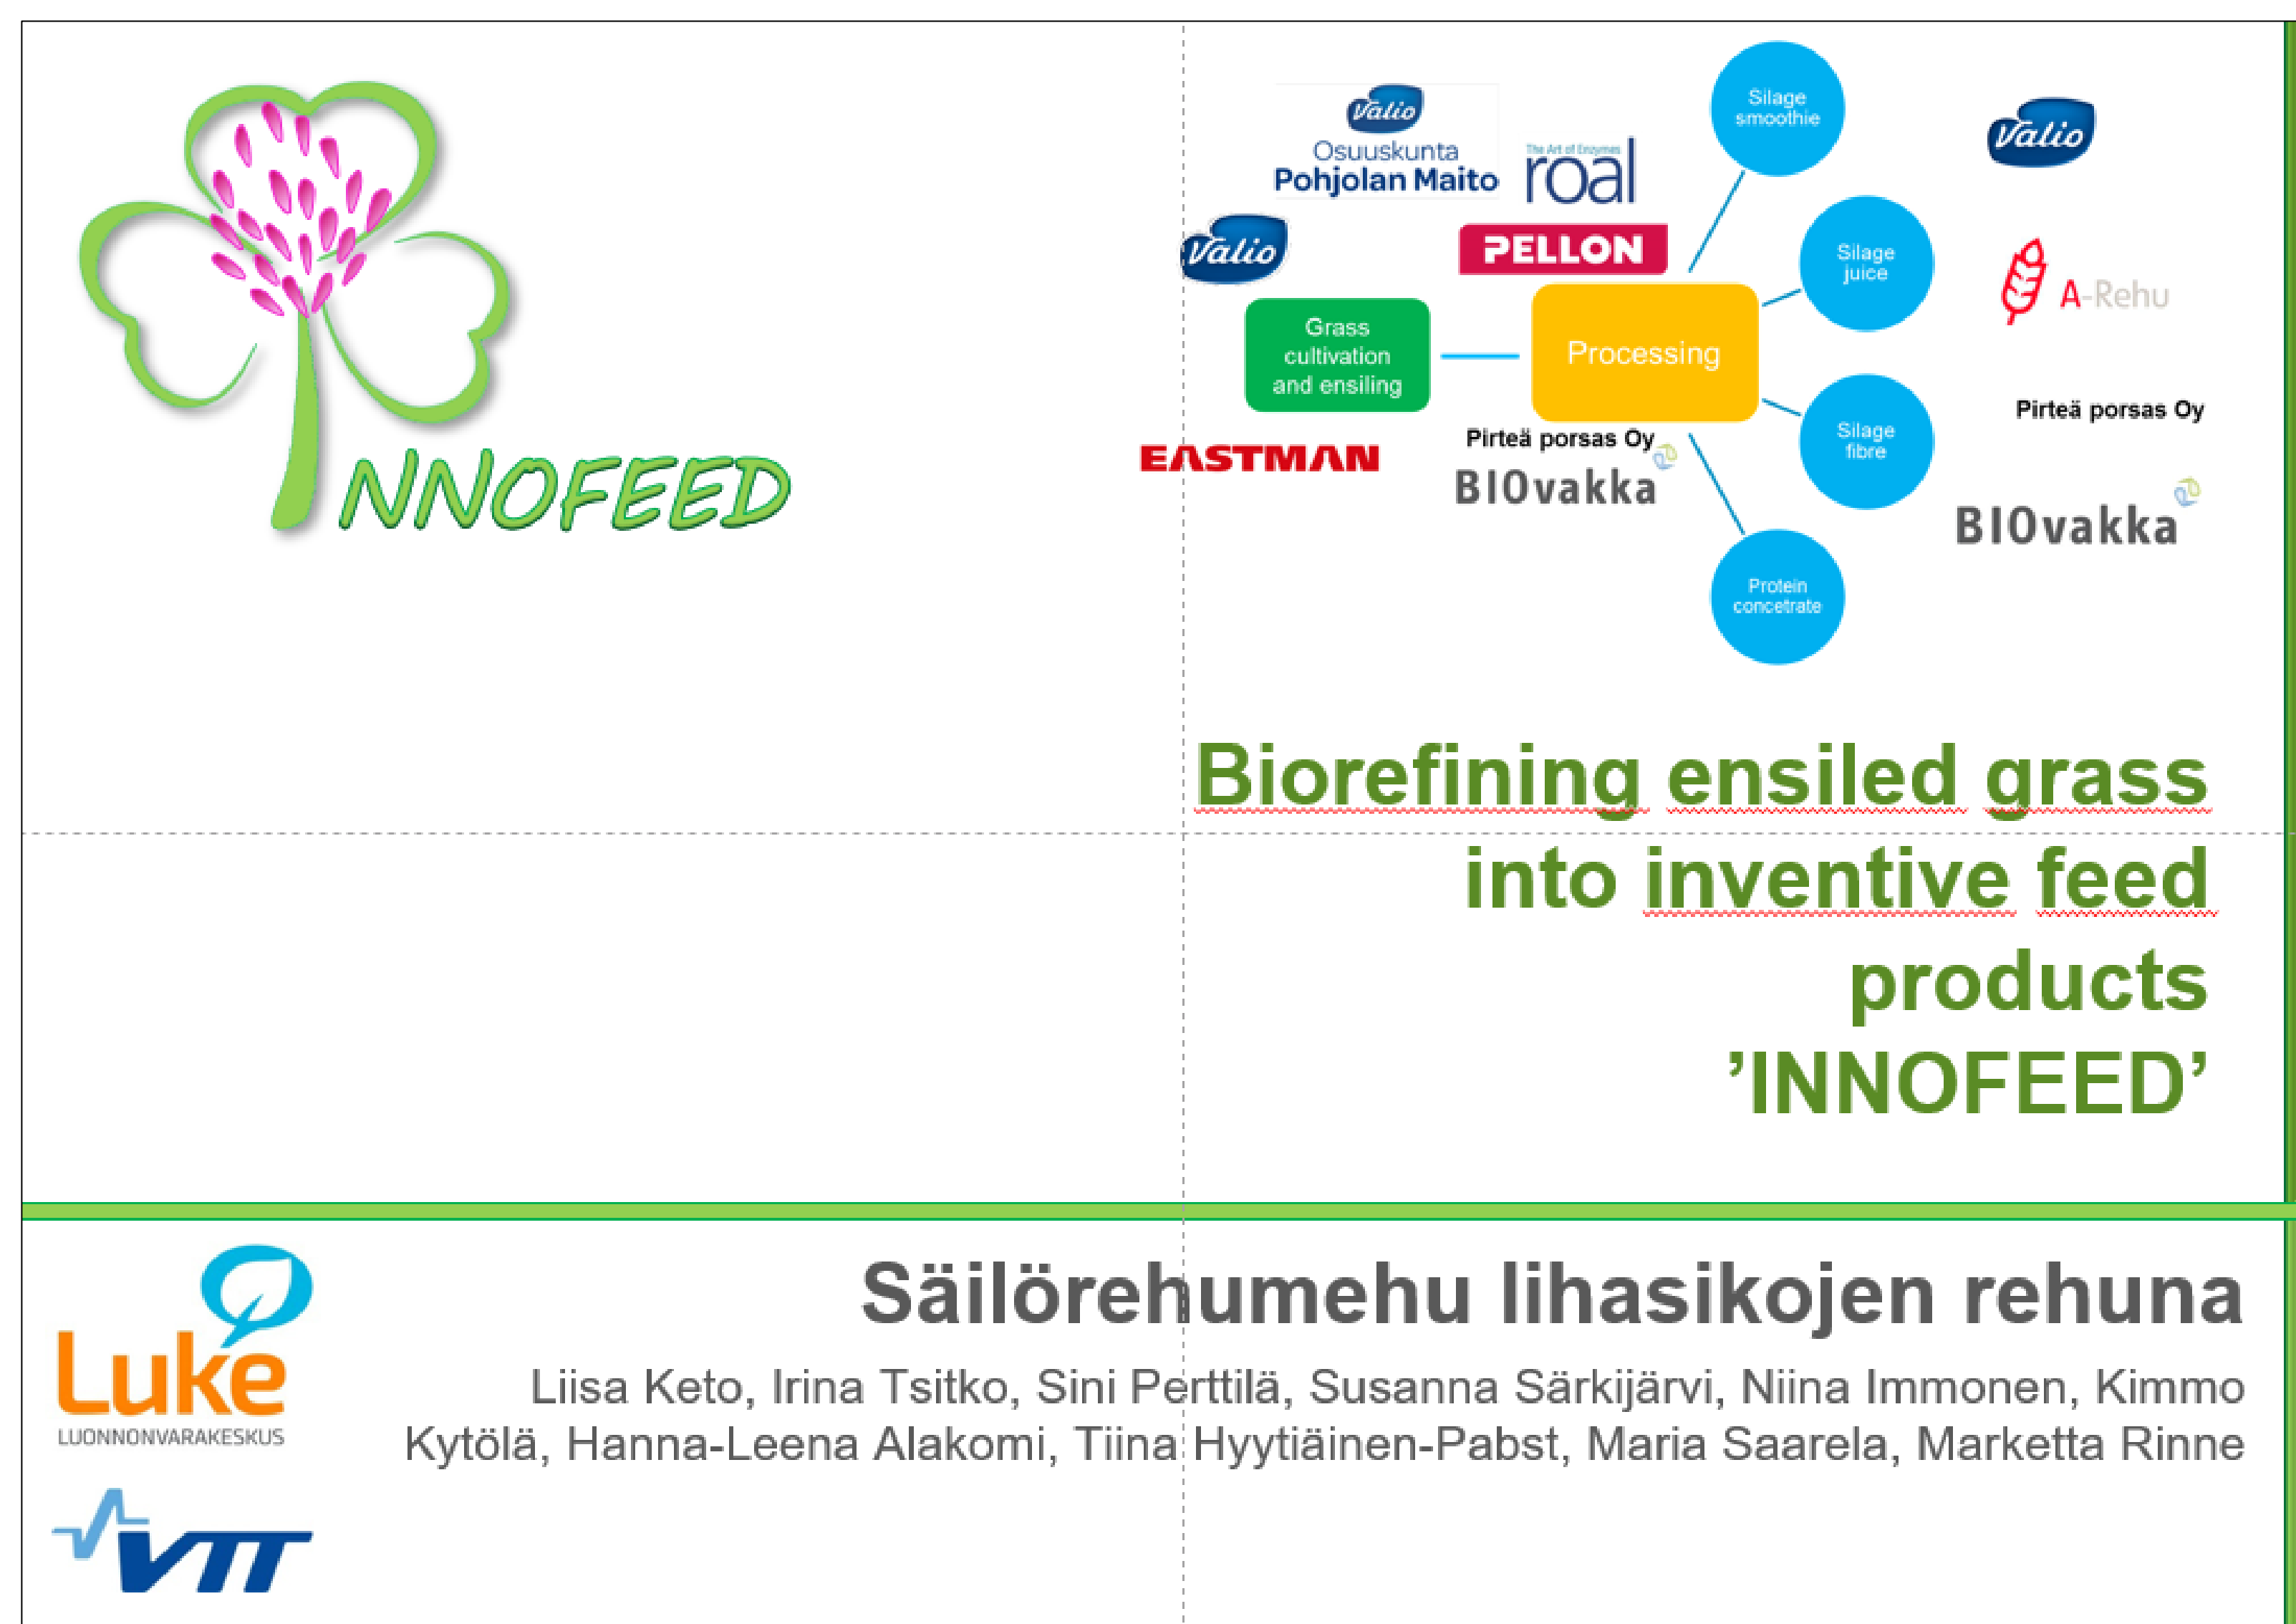 NNOFEED
Valio
Osuuskunta
Pohjolan Maito
The Art of Enzymes
roal
Valio
PELLON
Grass
cultivation
and ensiling
EASTMAN
Processing
Pirteä porsas Oy
BIOvakka
Silage
smoothie
Silage
juice
Silage
fibre
Protein
concetrate
Valio
A-Rehu
Pirteä porsas Oy
BIOvakka
Biorefining ensiled grass
into inventive feed
products
’INNOFEED’
Luke
LUONNONVARAKESKUS
VTT
Säilörehumehu lihasikojen rehuna
Liisa Keto, Irina Tsitko, Sini Perttilä, Susanna Särkijärvi, Niina Immonen, Kimmo
Kytölä, Hanna-Leena Alakomi, Tiina Hyytiäinen-Pabst, Maria Saarela, Marketta Rinne